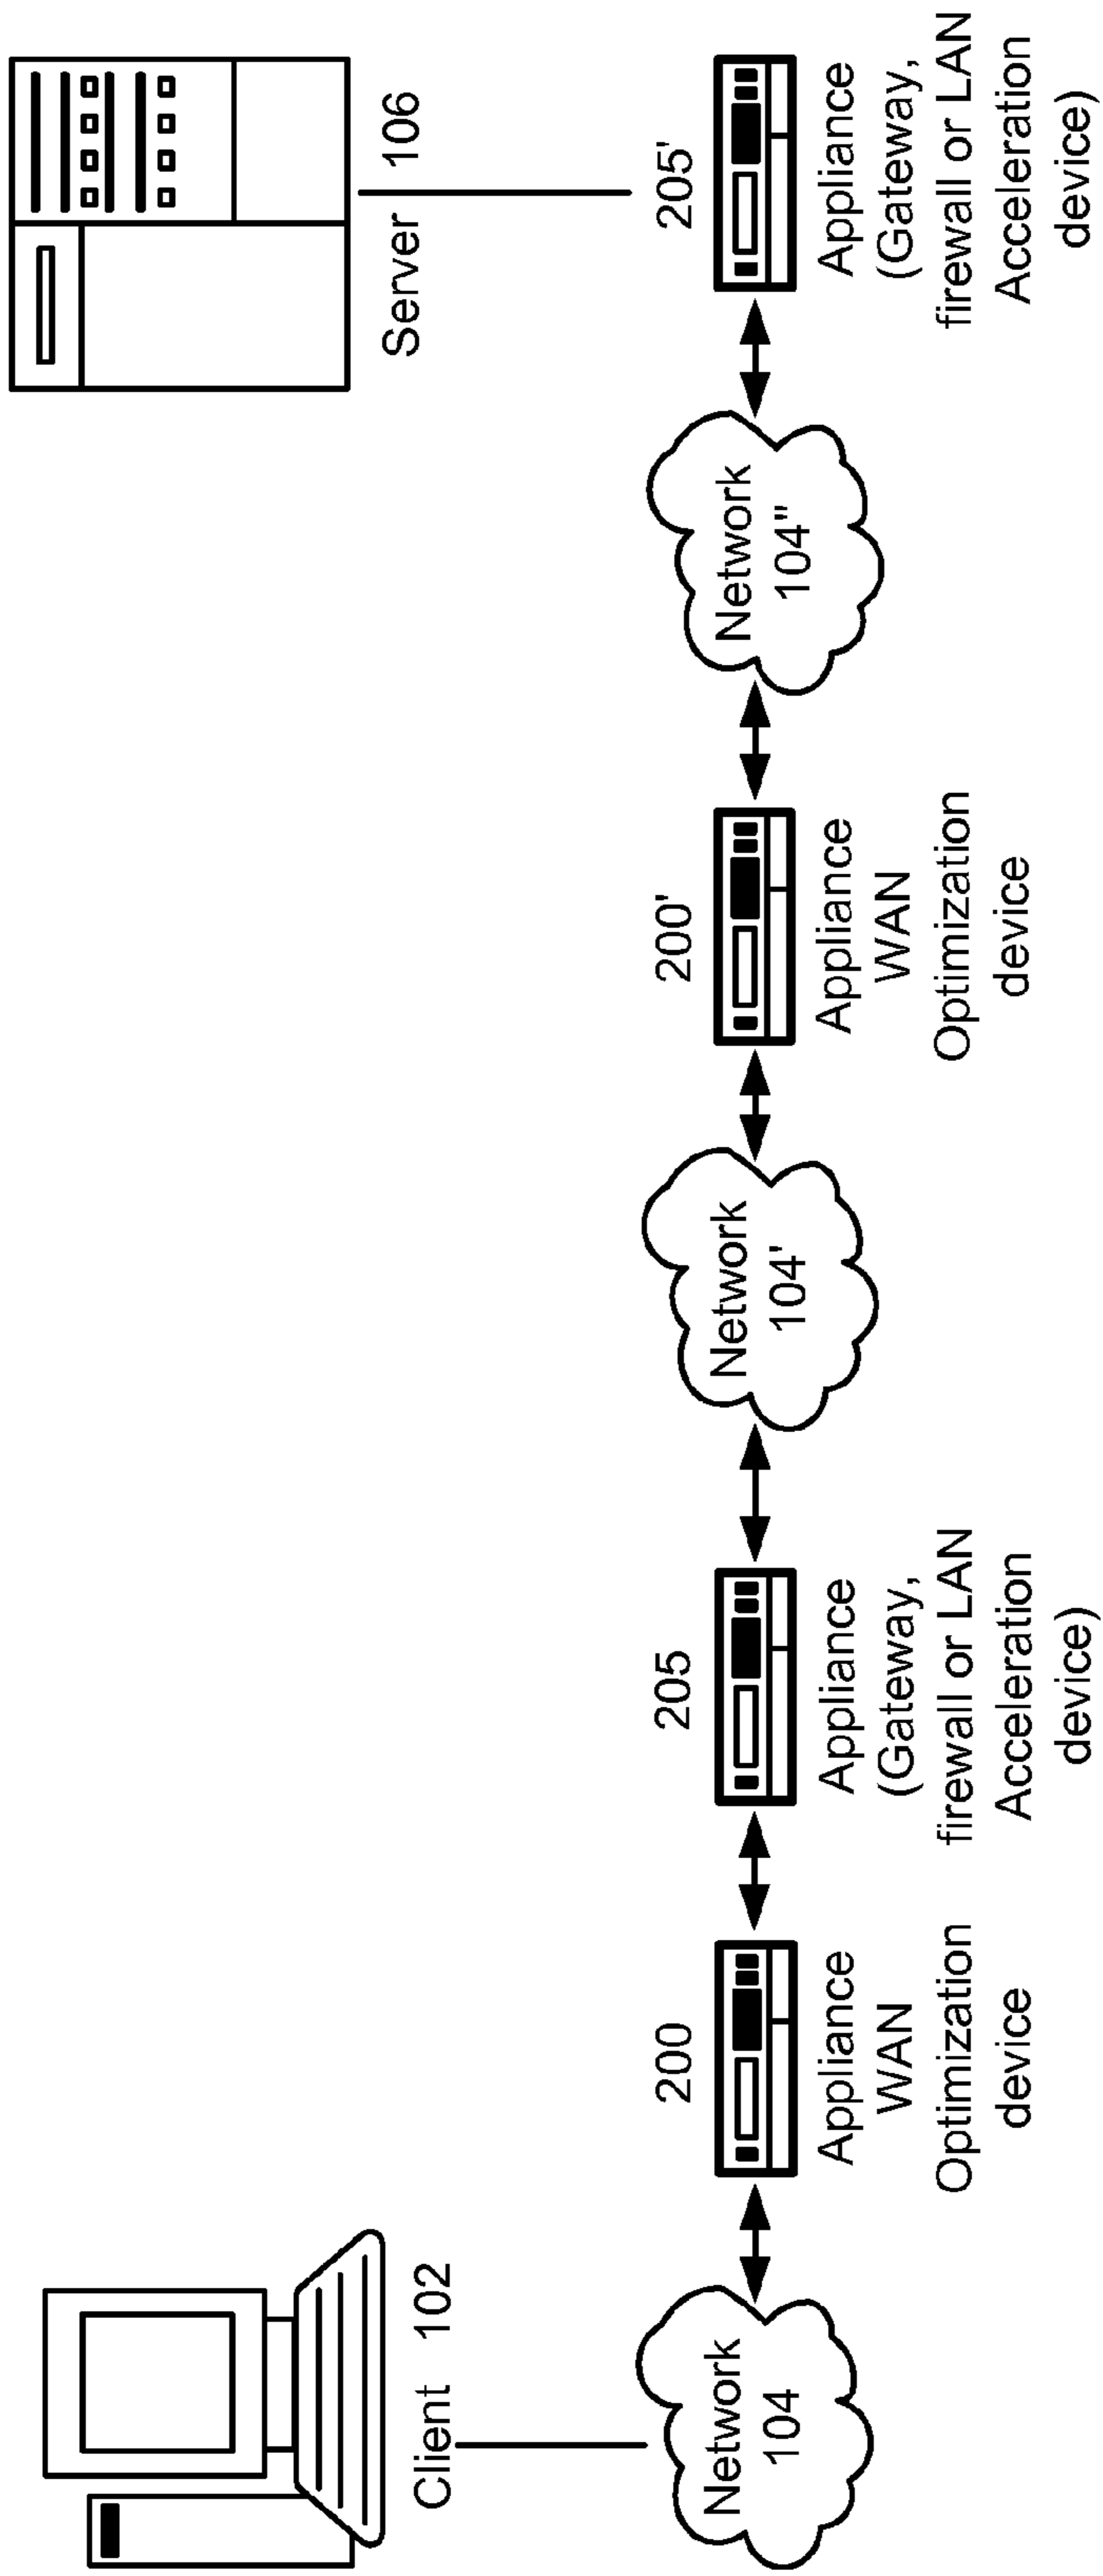 Client 102
Server 106
Network
104
200
Appliance
WAN
Optimization
device
205
Appliance
(Gateway,
firewall or LAN
Acceleration
device)
Network
104'
200'
Appliance
WAN
Optimization
device
Network
104"
205'
Appliance
(Gateway,
firewall or LAN
Acceleration
device)